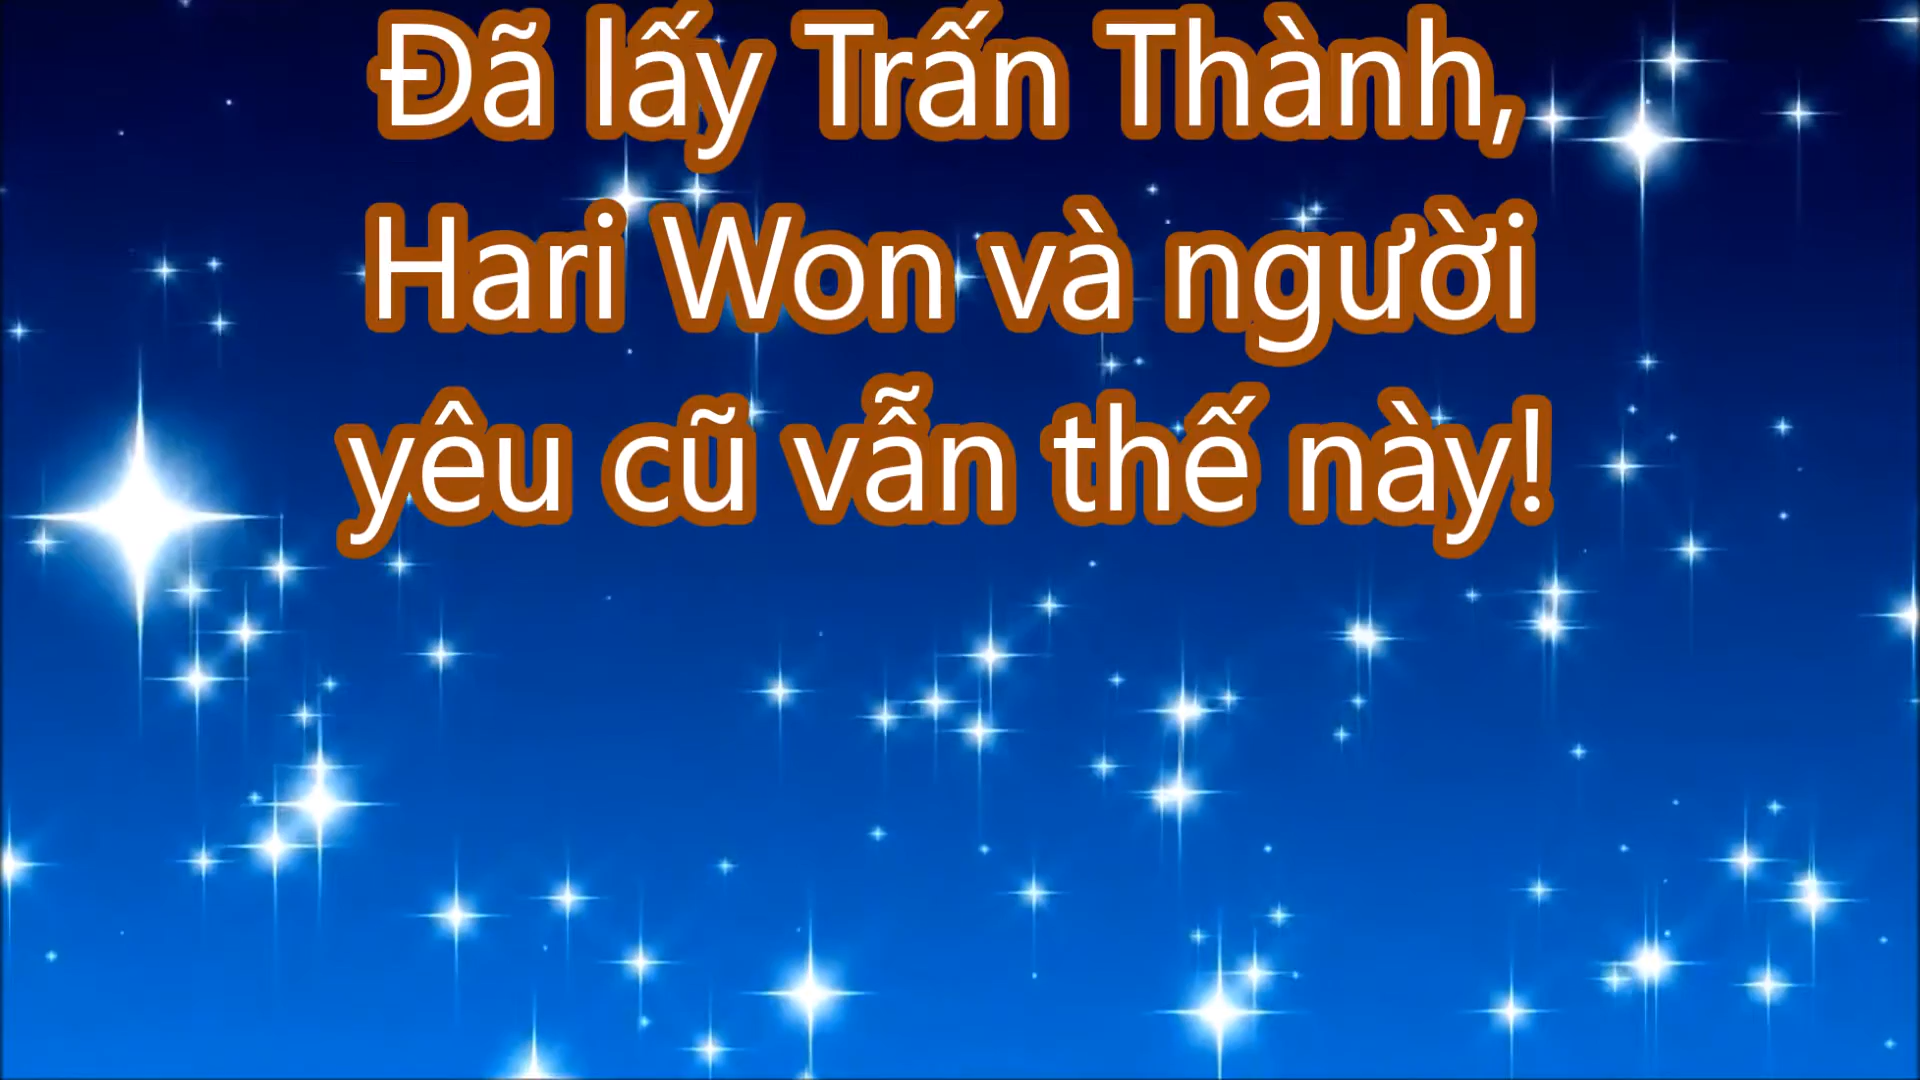 Đã lấy Trấn Thành,
Hari Won và người
yêu cũ vẫn thế này!